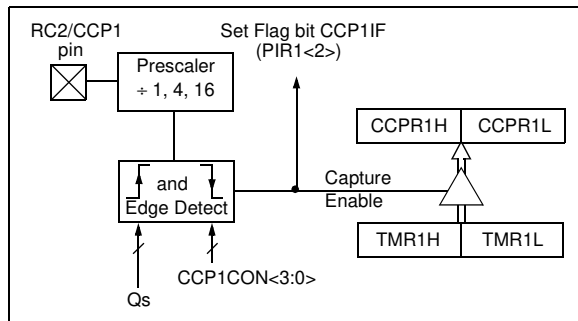 RC2/CCP1
pin
Set Flag bit CCP1IF
(PIR1<2>)
Prescaler
÷ 1, 4, 16
CCPR1H
CCPR1L
and
Edge Detect
Capture
Enable
TMR1H
TMR1L
CCP1CON<3:0>
Qs